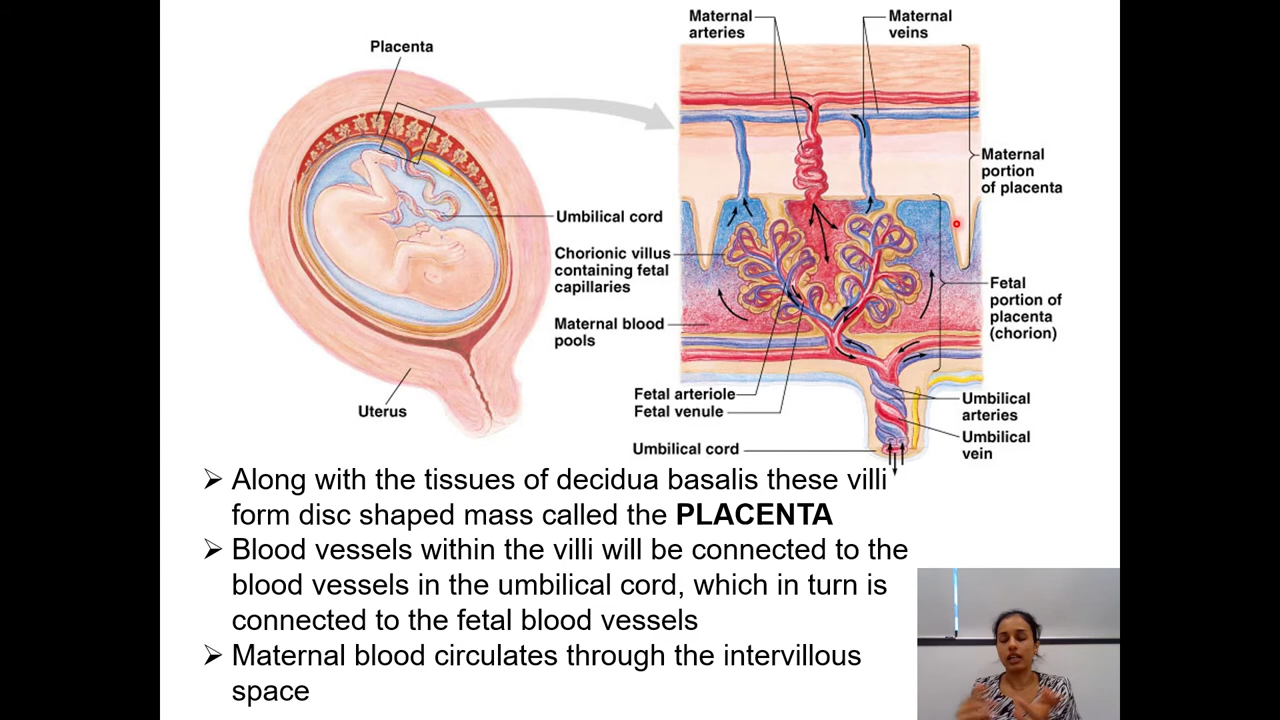 Placenta
Umbilical cord
Chorionic villus
containing fetal
capillaries
Maternal blood
pools
Uterus
Maternal
arteries
Maternal
veins
Maternal
portion
of placenta
Fetal
portion of
placenta
(chorion)
Fetal arteriole
Fetal venule
Umbilical cord
Umbilical
arteries
Umbilical
vein
➢ Along with the tissues of decidua basalis these villi
form disc shaped mass called the PLACENTA
➢ Blood vessels within the villi will be connected to the
blood vessels in the umbilical cord, which in turn is
connected to the fetal blood vessels
➢ Maternal blood circulates through the intervillous
space